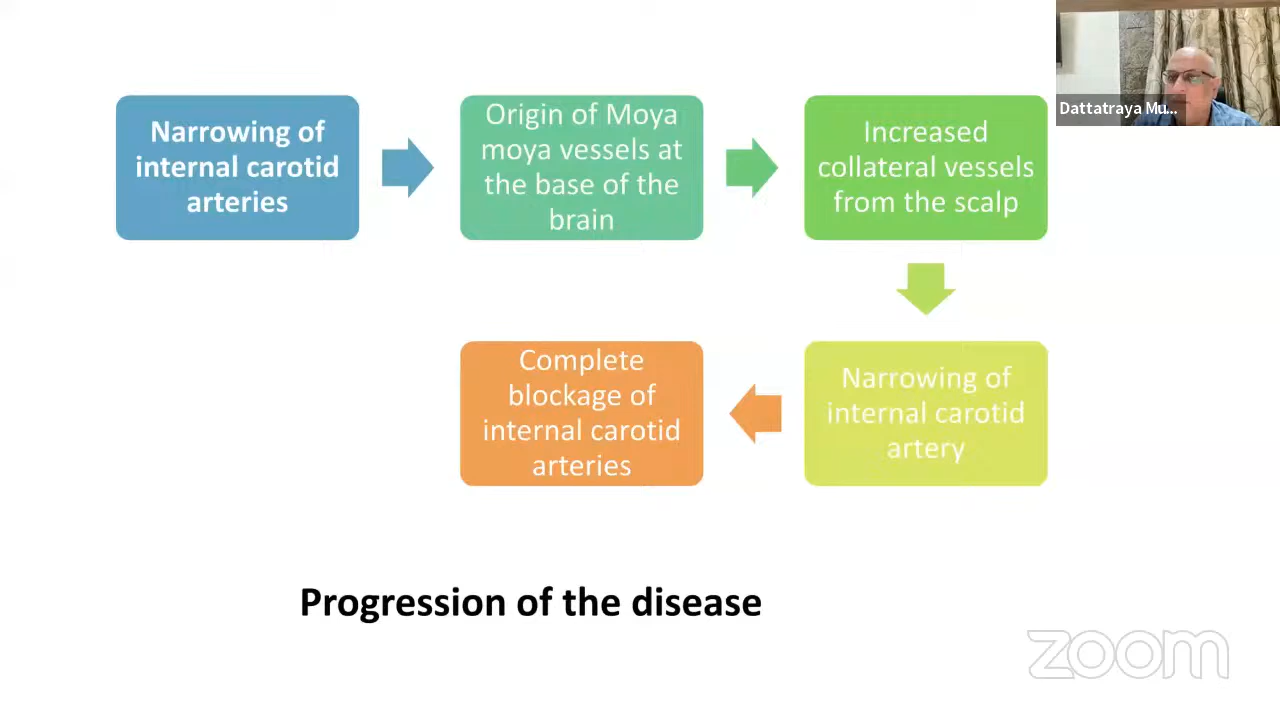 Narrowing of
internal carotid
arteries
Origin of Moya
moya vessels at
the base of the
brain
Increased
collateral vessels
from the scalp
Dattatraya Mu...
Narrowing of
internal carotid
artery
Complete
blockage of
internal carotid
arteries
Progression of the disease
zoom